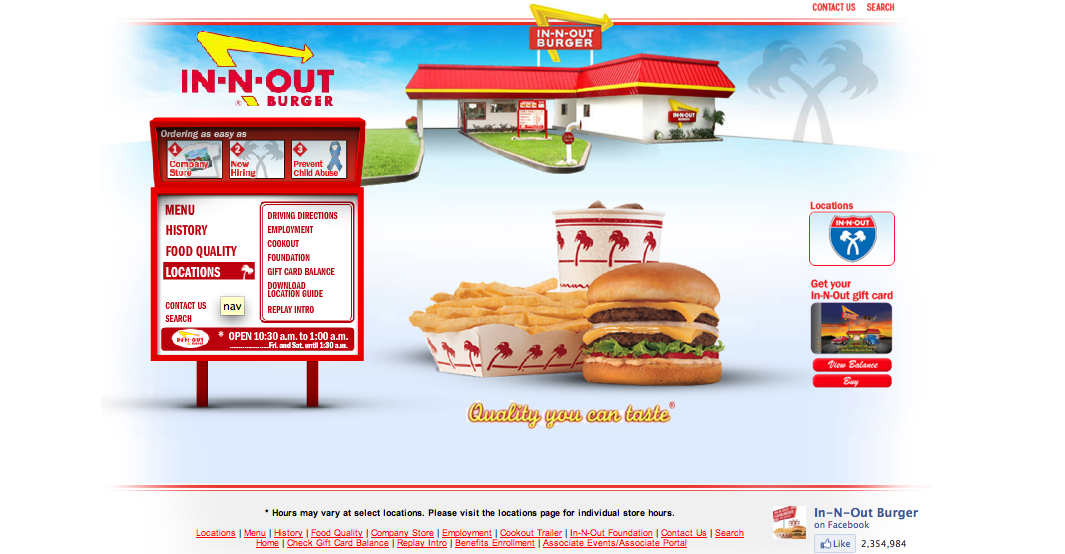 CONTACT US SEARCH
IN-N-OUT
BURGER
IN-N-OUT
BURGER
®
Ordering as easy as
1 Company Store
2 Now Hiring
3 Prevent Child Abuse
MENU
HISTORY
FOOD QUALITY
LOCATIONS
CONTACT US
SEARCH
nav
DRIVING DIRECTIONS
EMPLOYMENT
COOKOUT
FOUNDATION
GIFT CARD BALANCE
DOWNLOAD
LOCATION GUIDE
REPLAY INTRO
IN-N-OUT
* OPEN 10:30 a.m. to 1:00 a.m.
Fri. and Sat. until 1:30 a.m.
Quality you can taste®
Locations
IN-N-OUT
Get your
In-N-Out gift card
View Balance
Buy
* Hours may vary at select locations. Please visit the locations page for individual store hours.
Locations | Menu | History | Food Quality | Company Store | Employment | Cookout Trailer | In-N-Out Foundation | Contact Us | Search
Home | Check Gift Card Balance | Replay Intro | Benefits Enrollment | Associate Events/Associate Portal
In-N-Out Burger
on Facebook
Like 2,354,984